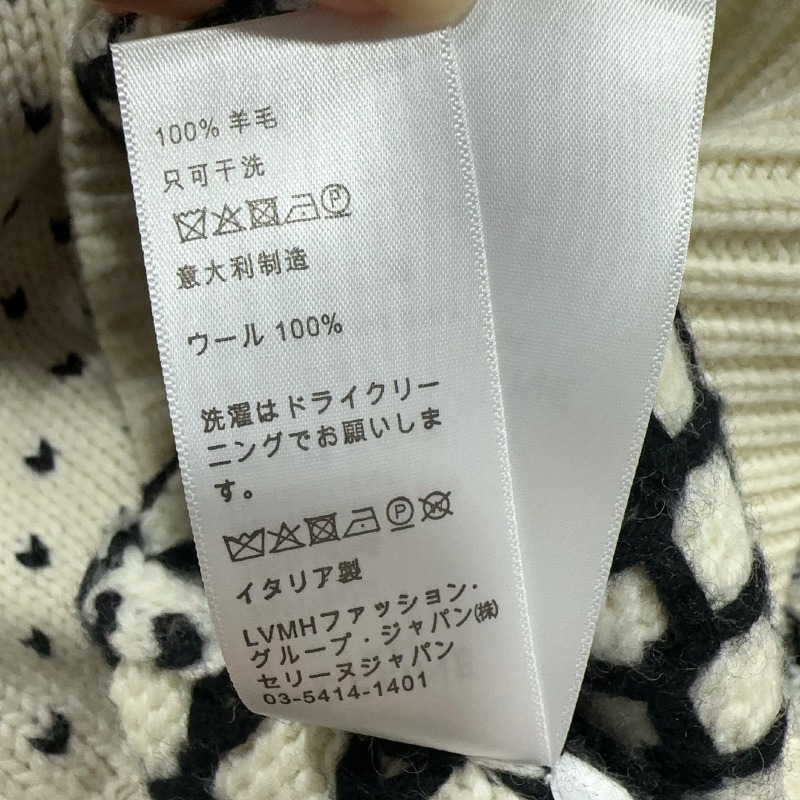 100% 羊毛
只可干洗
P
意大利制造
ウール 100%
洗濯はドライクリー
ニングでお願いしま
す。
P W
イタリア製
LVMHファッション・
グループ・ジャパン㈱
セリーヌジャパン
03-5414-1401